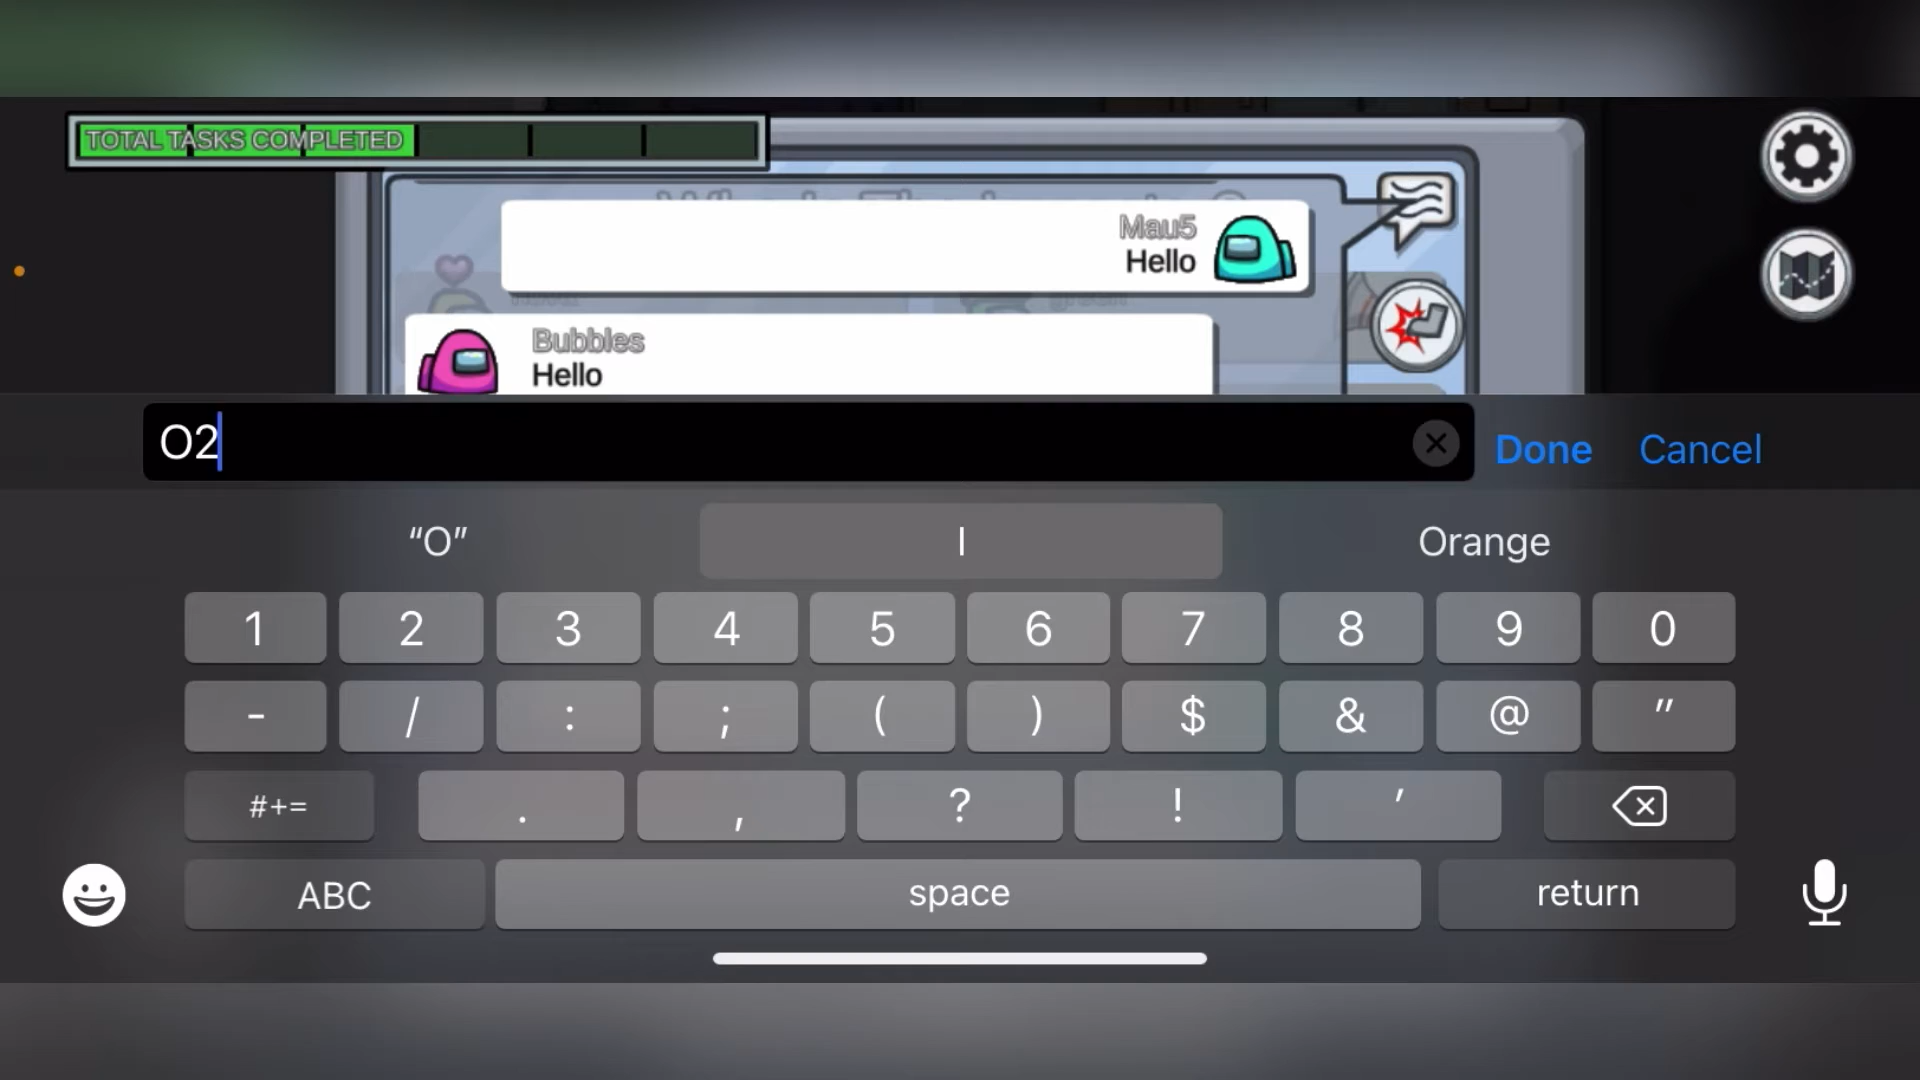 TOTAL TASKS COMPLETED
Mau5
Hello
Bubbles
Hello
O2
Done
Cancel
“O”
I
Orange
1 2 3 4 5 6 7 8 9 0
- / : ; ( ) $ & @ "
#+= . , ? ! '
ABC space return